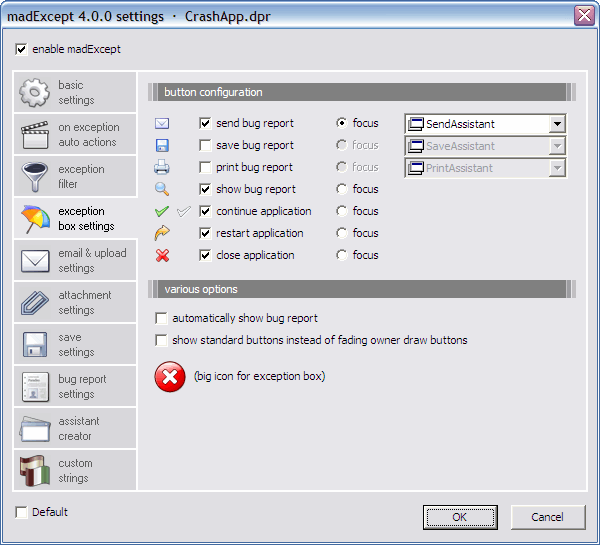 madExcept 4.0.0 settings · CrashApp.dpr
enable madExcept
basic
settings
on exception
auto actions
exception
filter
exception
box settings
email & upload
settings
attachment
settings
save
settings
bug report
settings
assistant
creator
custom
strings
button configuration
send bug report focus SendAssistant
save bug report focus SaveAssistant
print bug report focus PrintAssistant
show bug report focus
continue application focus
restart application focus
close application focus
various options
automatically show bug report
show standard buttons instead of fading owner draw buttons
(big icon for exception box)
Default
OK
Cancel